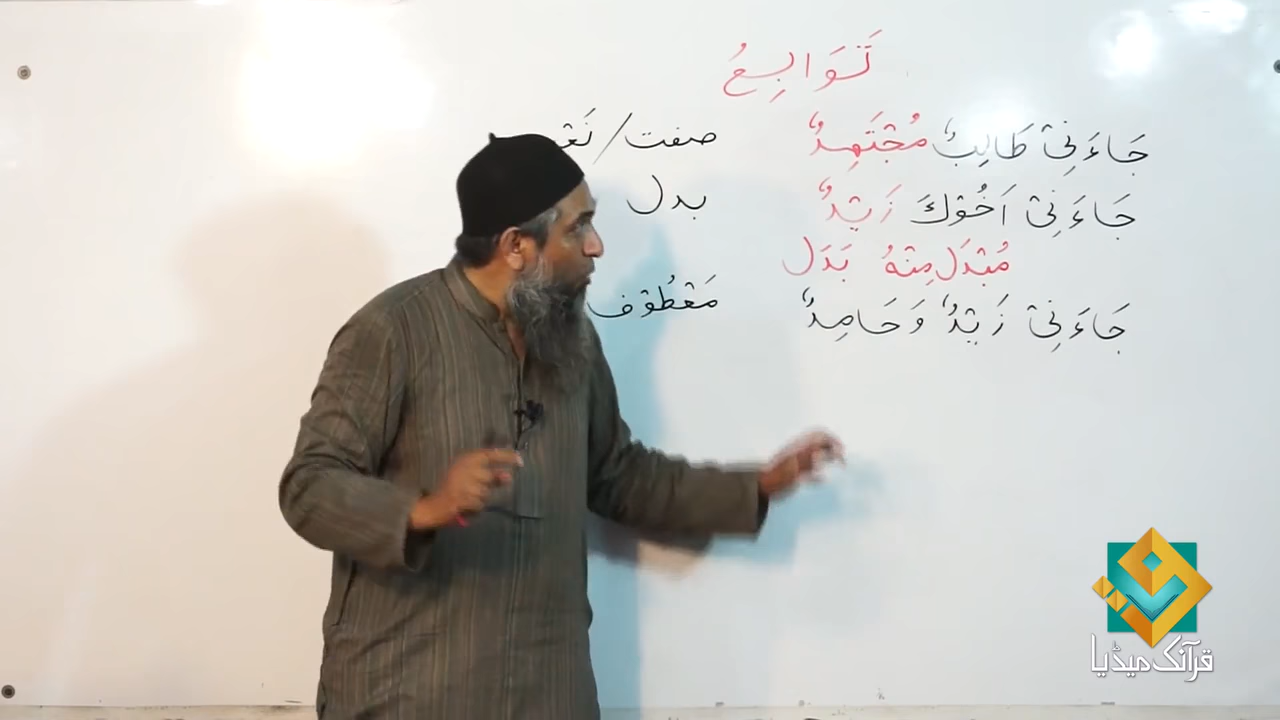 تَوَابِعُ
جَاءَنِیْ طَالِبٌ مُجْتَهِدٌ صفت/
جَاءَنِیْ اَخُوْكَ زَیْدٌ بدل
مُبْدَل مِنْهُ بَدَل
جَاءَنِیْ زَیْدٌ وَحَامِدٌ مَعْطُوْف
قرآنک میڈیا